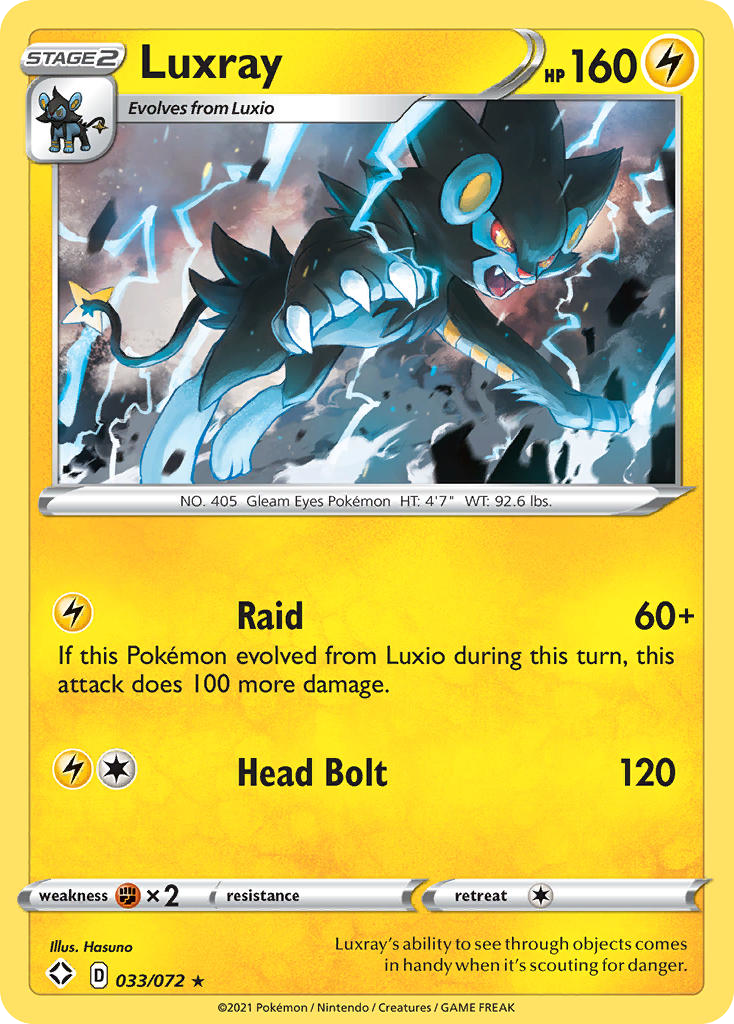 STAGE2 Luxray HP 160
Evolves from Luxio
NO. 405 Gleam Eyes Pokémon HT: 4'7" WT: 92.6 lbs.
Raid 60+
If this Pokémon evolved from Luxio during this turn, this
attack does 100 more damage.
Head Bolt 120
weakness ×2 resistance retreat
Illus. Hasuno
D 033/072 ★
Luxray's ability to see through objects comes
in handy when it's scouting for danger.
©2021 Pokémon / Nintendo / Creatures / GAME FREAK